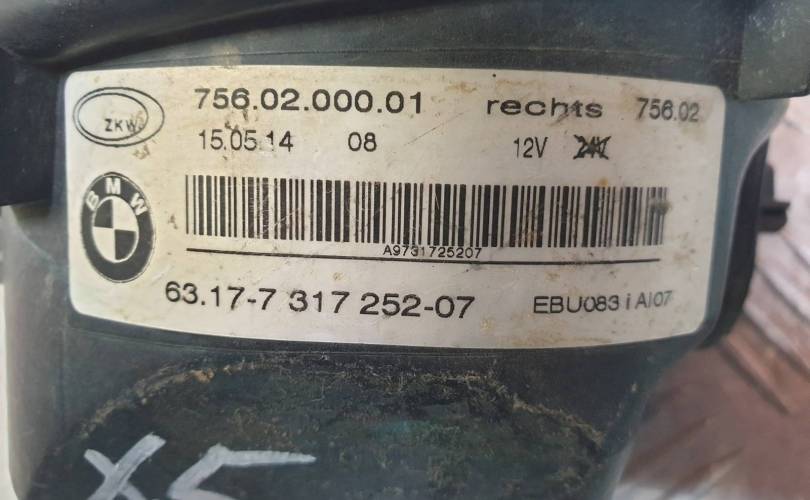 756.02.000.01 rechts 756.02
ZKW
15.05.14 08 12V 24V
BMW
A9731725207
63.17-7 317 252-07 EBU083 i AI07
X5